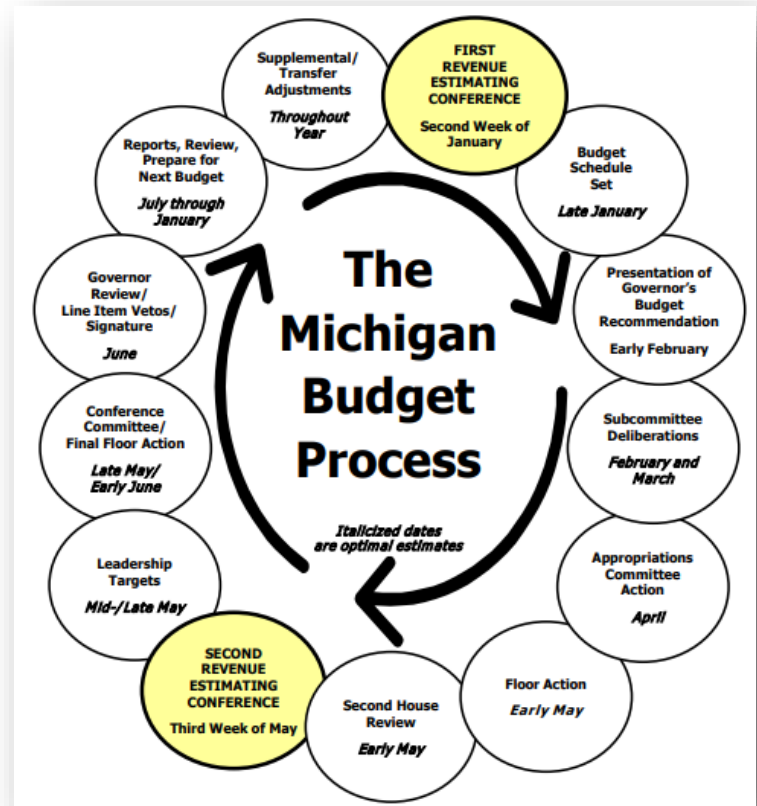 FIRST
REVENUE
ESTIMATING
CONFERENCE
Second Week of
January
Budget
Schedule
Set
Late January
Presentation of
Governor's
Budget
Recommendation
Early February
Subcommittee
Deliberations
February and
March
Appropriations
Committee
Action
April
Floor Action
Early May
Second House
Review
Early May
SECOND
REVENUE
ESTIMATING
CONFERENCE
Third Week of May
Leadership
Targets
Mid-/Late May
Conference
Committee/
Final Floor Action
Late May/
Early June
Governor
Review/
Line Item Vetos/
Signature
June
Reports, Review,
Prepare for
Next Budget
July through
January
Supplemental/
Transfer
Adjustments
Throughout
Year
The
Michigan
Budget
Process
Italicized dates
are optimal estimates